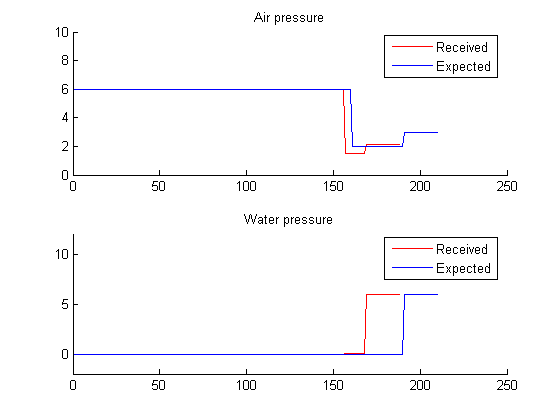 Air pressure
10
8
6
4
2
0
0 50 100 150 200 250
Received
Expected
Water pressure
10
5
0
0 50 100 150 200 250
Received
Expected